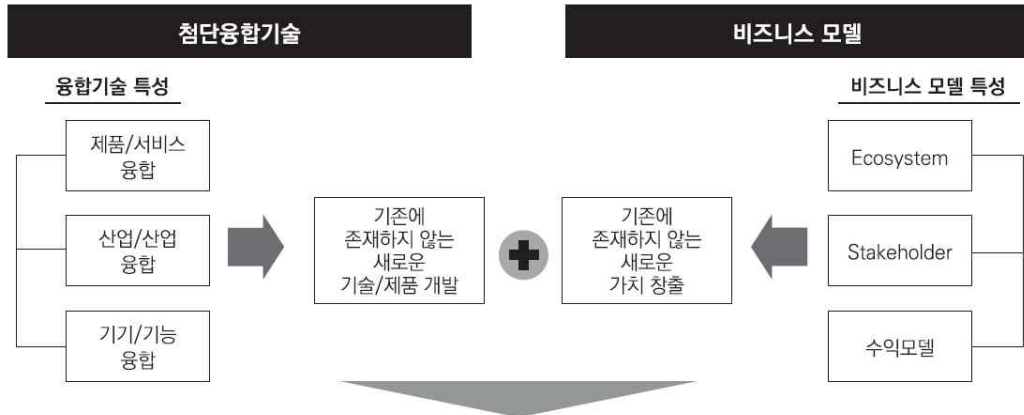 첨단융합기술
비즈니스 모델
융합기술 특성
비즈니스 모델 특성
제품/서비스
융합
산업/산업
융합
기기/기능
융합
기존에
존재하지 않는
새로운
기술/제품 개발
기존에
존재하지 않는
새로운
가치 창출
Ecosystem
Stakeholder
수익모델